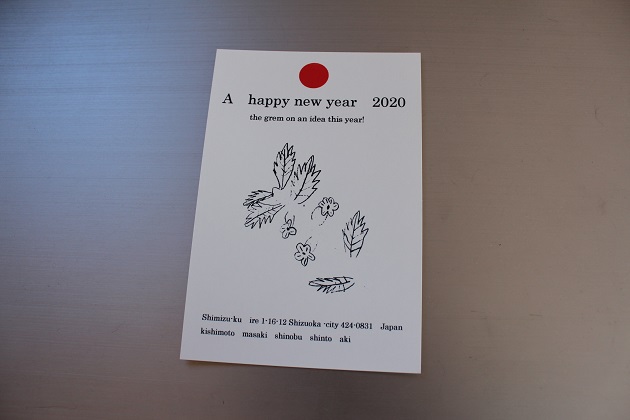 A happy new year 2020
the grem on an idea this year!
Shimizu-ku ire 1-16-12 Shizuoka -city 424-0831 Japan
kishimoto masaki shinobu shinto aki